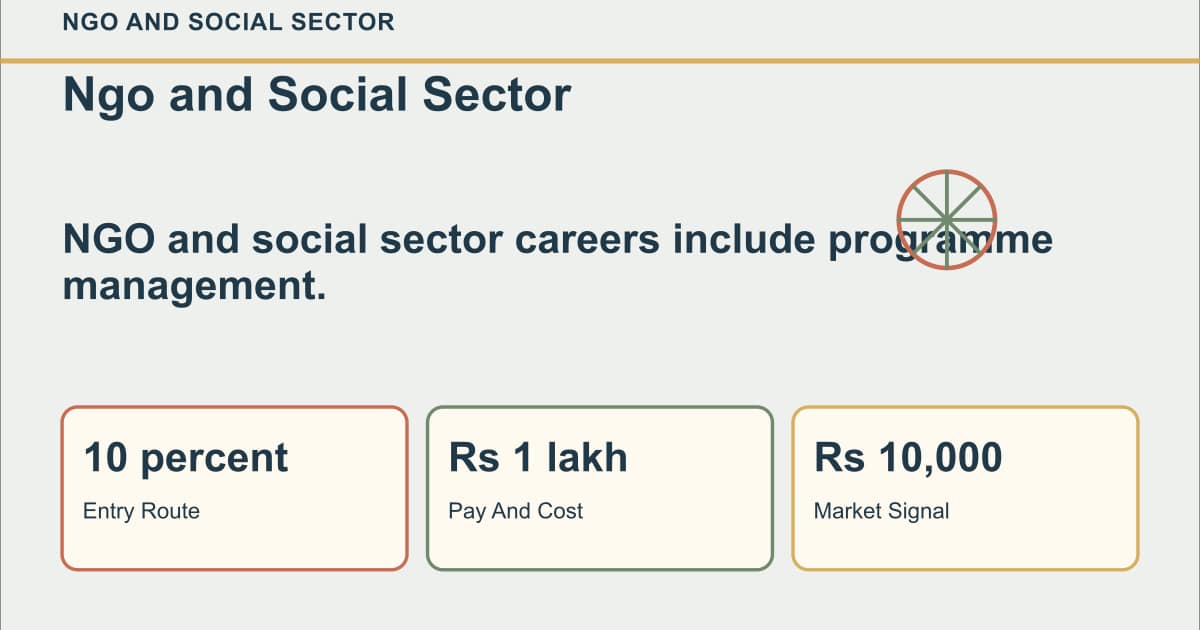 NGO AND SOCIAL SECTOR
Ngo and Social Sector
NGO and social sector careers include programme
management.
10 percent
Entry Route
Rs 1 lakh
Pay And Cost
Rs 10,000
Market Signal